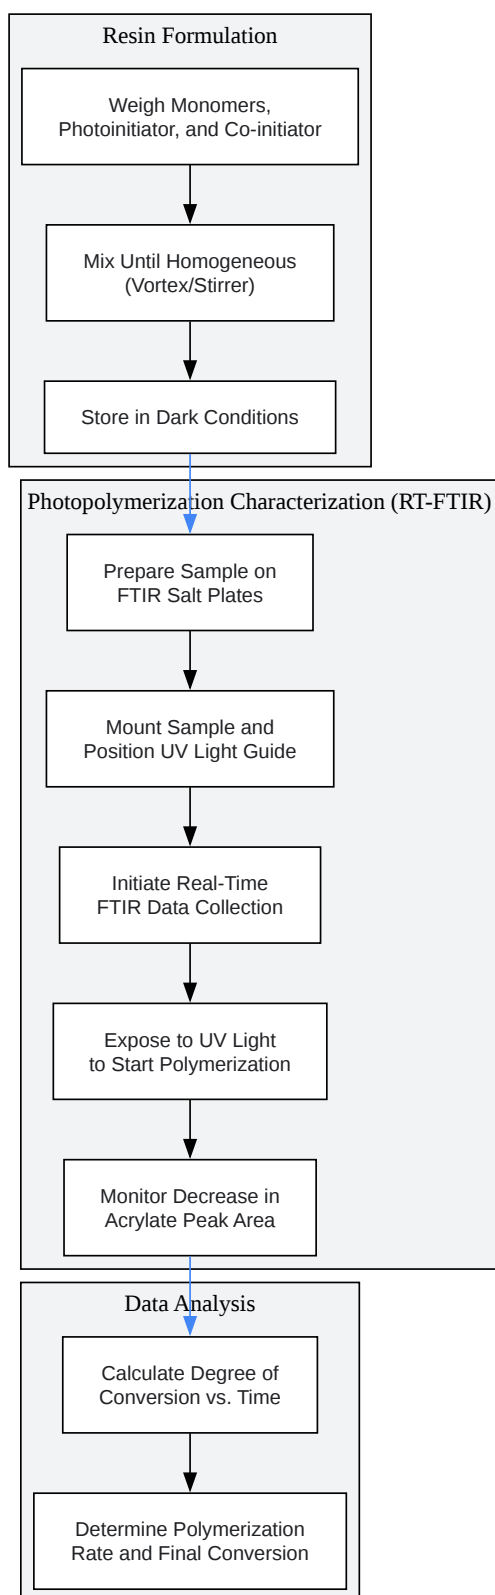 Resin Formulation
Weigh Monomers,
Photoinitiator, and Co-initiator
Mix Until Homogeneous
(Vortex/Stirrer)
Store in Dark Conditions
Photopolymerization Characterization (RT-FTIR)
Prepare Sample on
FTIR Salt Plates
Mount Sample and
Position UV Light Guide
Initiate Real-Time
FTIR Data Collection
Expose to UV Light
to Start Polymerization
Monitor Decrease in
Acrylate Peak Area
Data Analysis
Calculate Degree of
Conversion vs. Time
Determine Polymerization
Rate and Final Conversion